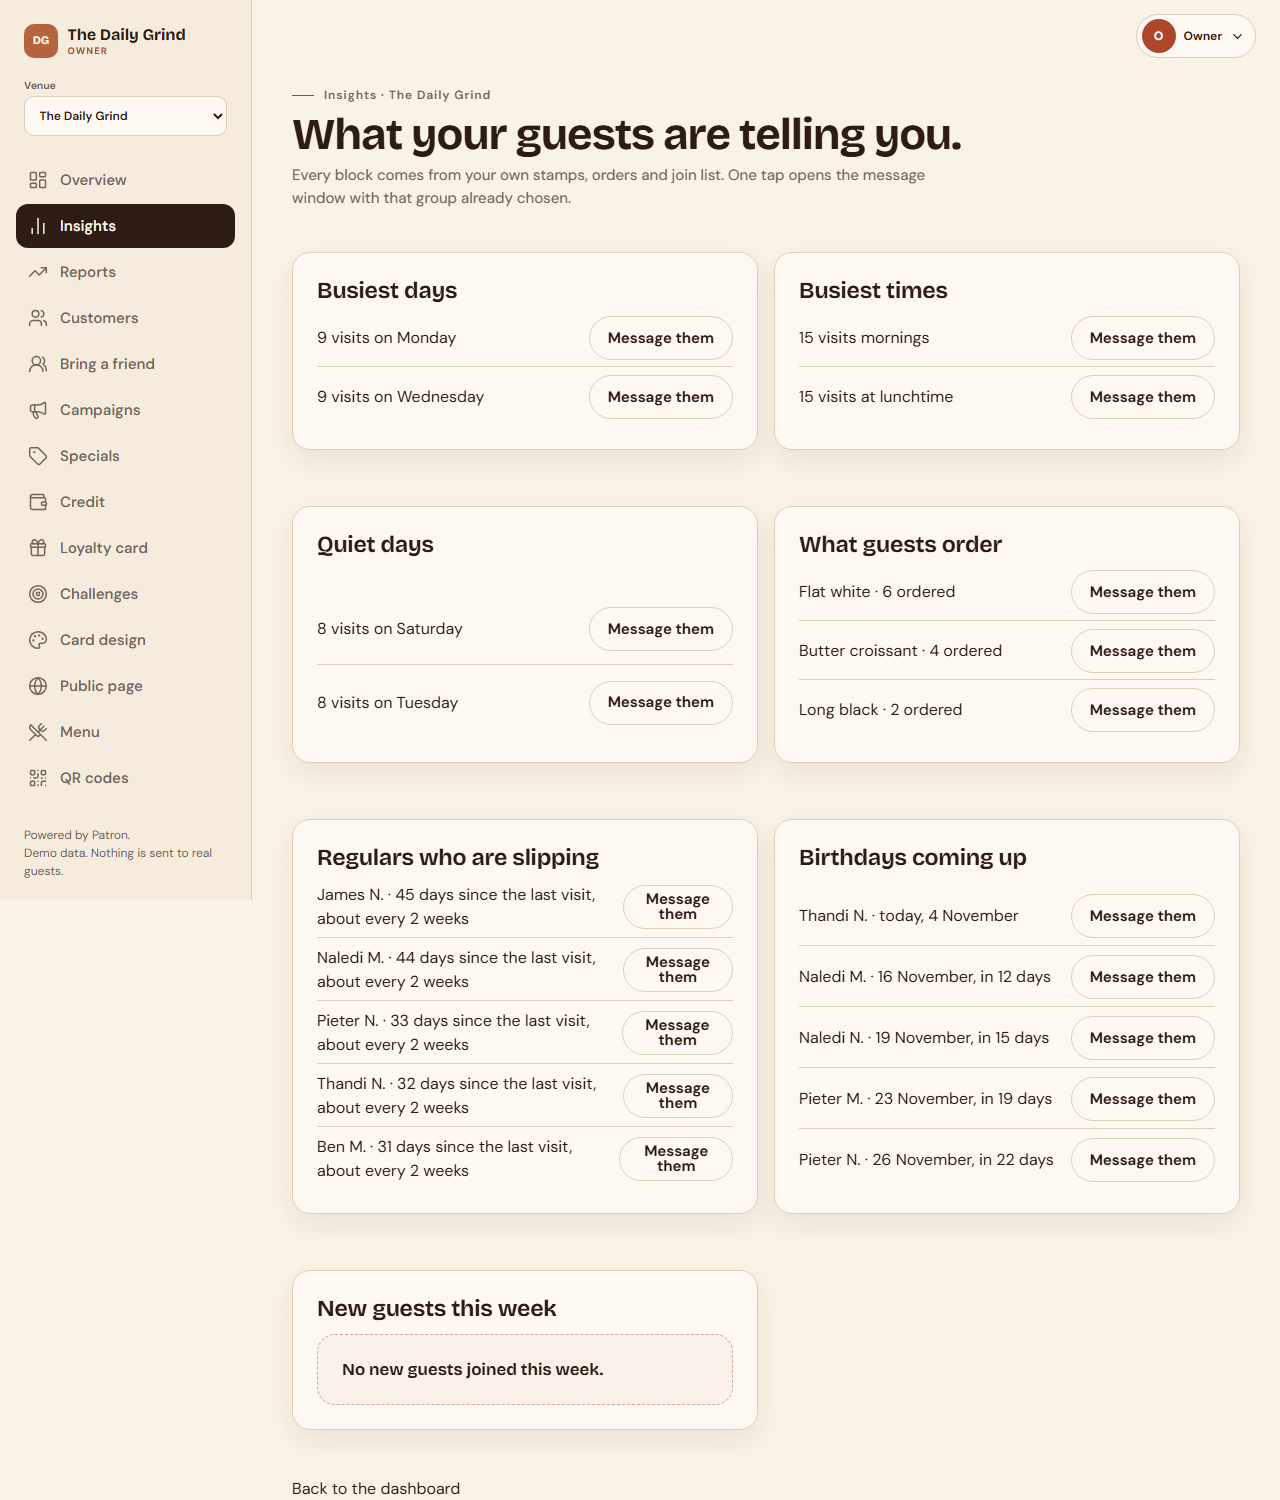 DG
The Daily Grind
OWNER
Venue
The Daily Grind
Overview
Insights
Reports
Customers
Bring a friend
Campaigns
Specials
Credit
Loyalty card
Challenges
Card design
Public page
Menu
QR codes
Powered by Patron.
Demo data. Nothing is sent to real
guests.
O
Owner
Insights · The Daily Grind
What your guests are telling you.
Every block comes from your own stamps, orders and join list. One tap opens the message
window with that group already chosen.
Busiest days
9 visits on Monday
Message them
9 visits on Wednesday
Message them
Busiest times
15 visits mornings
Message them
15 visits at lunchtime
Message them
Quiet days
8 visits on Saturday
Message them
8 visits on Tuesday
Message them
What guests order
Flat white · 6 ordered
Message them
Butter croissant · 4 ordered
Message them
Long black · 2 ordered
Message them
Regulars who are slipping
James N. · 45 days since the last visit,
about every 2 weeks
Message
them
Naledi M. · 44 days since the last visit,
about every 2 weeks
Message
them
Pieter N. · 33 days since the last visit,
about every 2 weeks
Message
them
Thandi N. · 32 days since the last visit,
about every 2 weeks
Message
them
Ben M. · 31 days since the last visit,
about every 2 weeks
Message
them
Birthdays coming up
Thandi N. · today, 4 November
Message them
Naledi M. · 16 November, in 12 days
Message them
Naledi N. · 19 November, in 15 days
Message them
Pieter M. · 23 November, in 19 days
Message them
Pieter N. · 26 November, in 22 days
Message them
New guests this week
No new guests joined this week.
Back to the dashboard